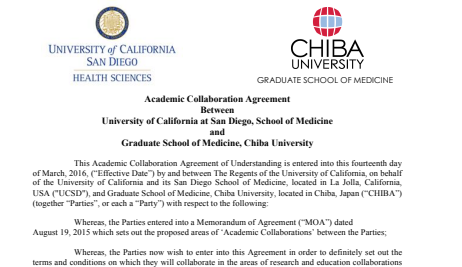 UNIVERSITY of CALIFORNIA
SAN DIEGO
HEALTH SCIENCES
CHIBA
UNIVERSITY
GRADUATE SCHOOL OF MEDICINE
Academic Collaboration Agreement
Between
University of California at San Diego, School of Medicine
and
Graduate School of Medicine, Chiba University
This Academic Collaboration Agreement of Understanding is entered into this fourteenth day
of March, 2016, ("Effective Date") by and between The Regents of the University of California, on behalf
of the University of California and its San Diego School of Medicine, located in La Jolla, California,
USA ("UCSD"), and Graduate School of Medicine, Chiba University, located in Chiba, Japan ("CHIBA")
(together "Parties", or each a "Party") with respect to the following:
Whereas, the Parties entered into a Memorandum of Agreement ("MOA") dated
August 19, 2015 which sets out the proposed areas of 'Academic Collaborations' between the Parties;
Whereas, the Parties now wish to enter into this Agreement in order to definitely set out the
terms and conditions on which they will collaborate in the areas of research and education collaborations